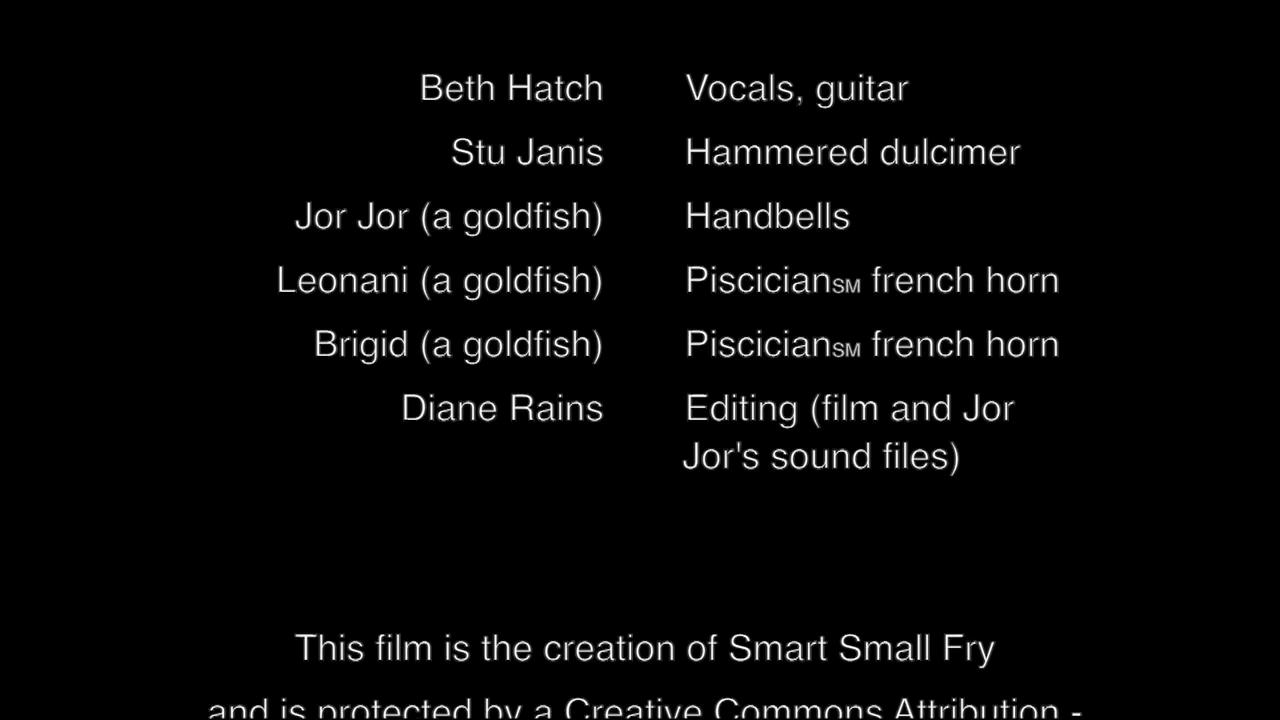 Beth Hatch Vocals, guitar
Stu Janis Hammered dulcimer
Jor Jor (a goldfish) Handbells
Leonani (a goldfish) PiscicianSM french horn
Brigid (a goldfish) PiscicianSM french horn
Diane Rains Editing (film and Jor
Jor's sound files)
This film is the creation of Smart Small Fry
and is protected by a Creative Commons Attribution -